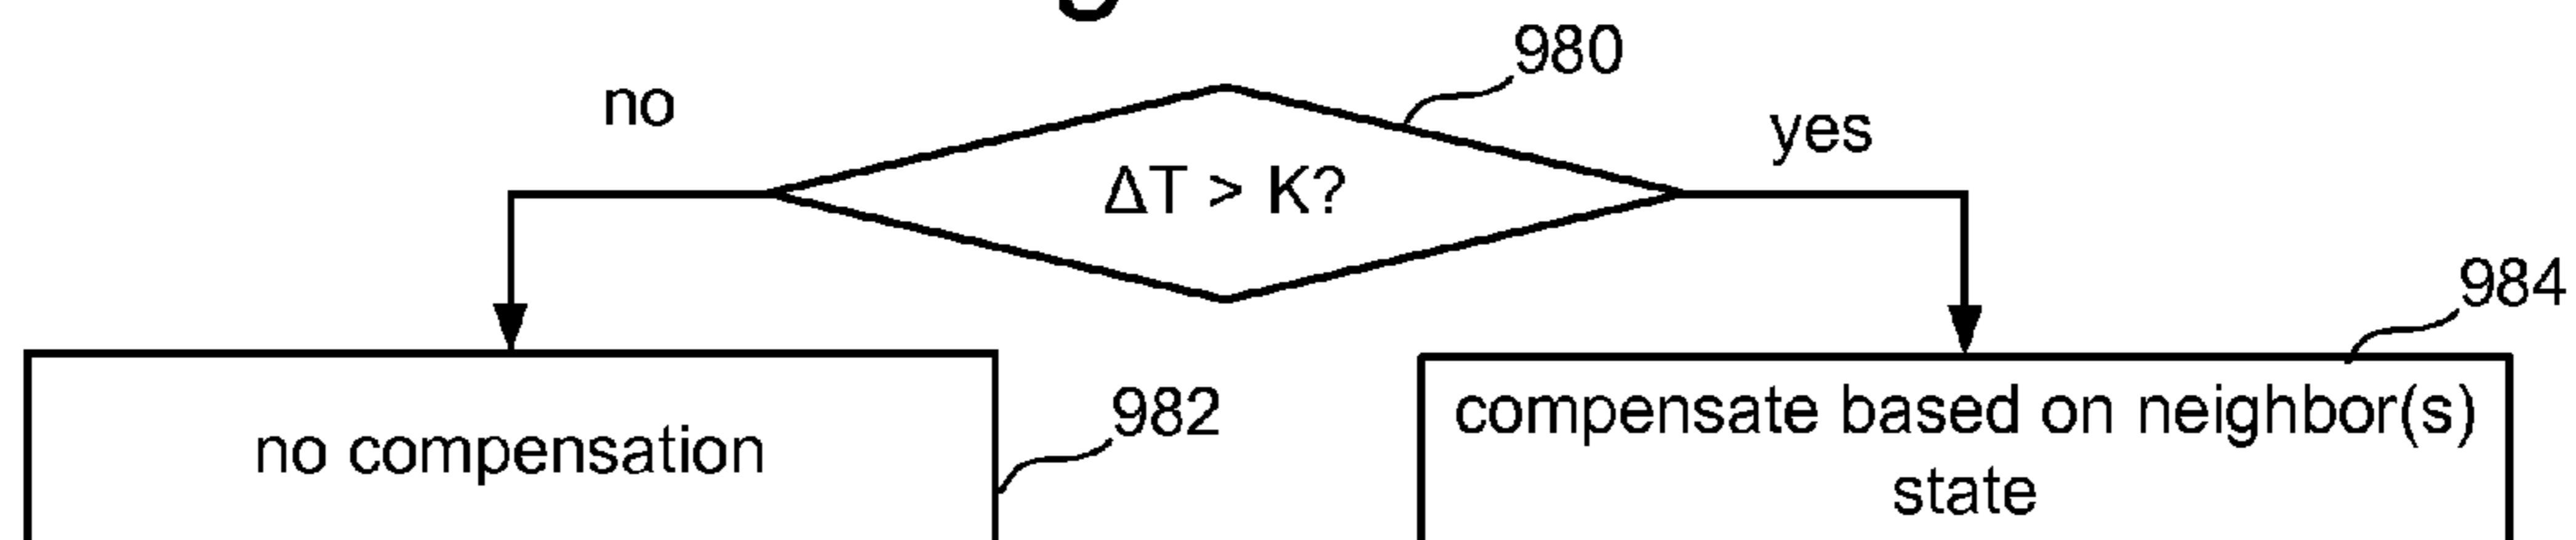 980
no
yes
ΔT > K?
984
982
no compensation
compensate based on neighbor(s)
state